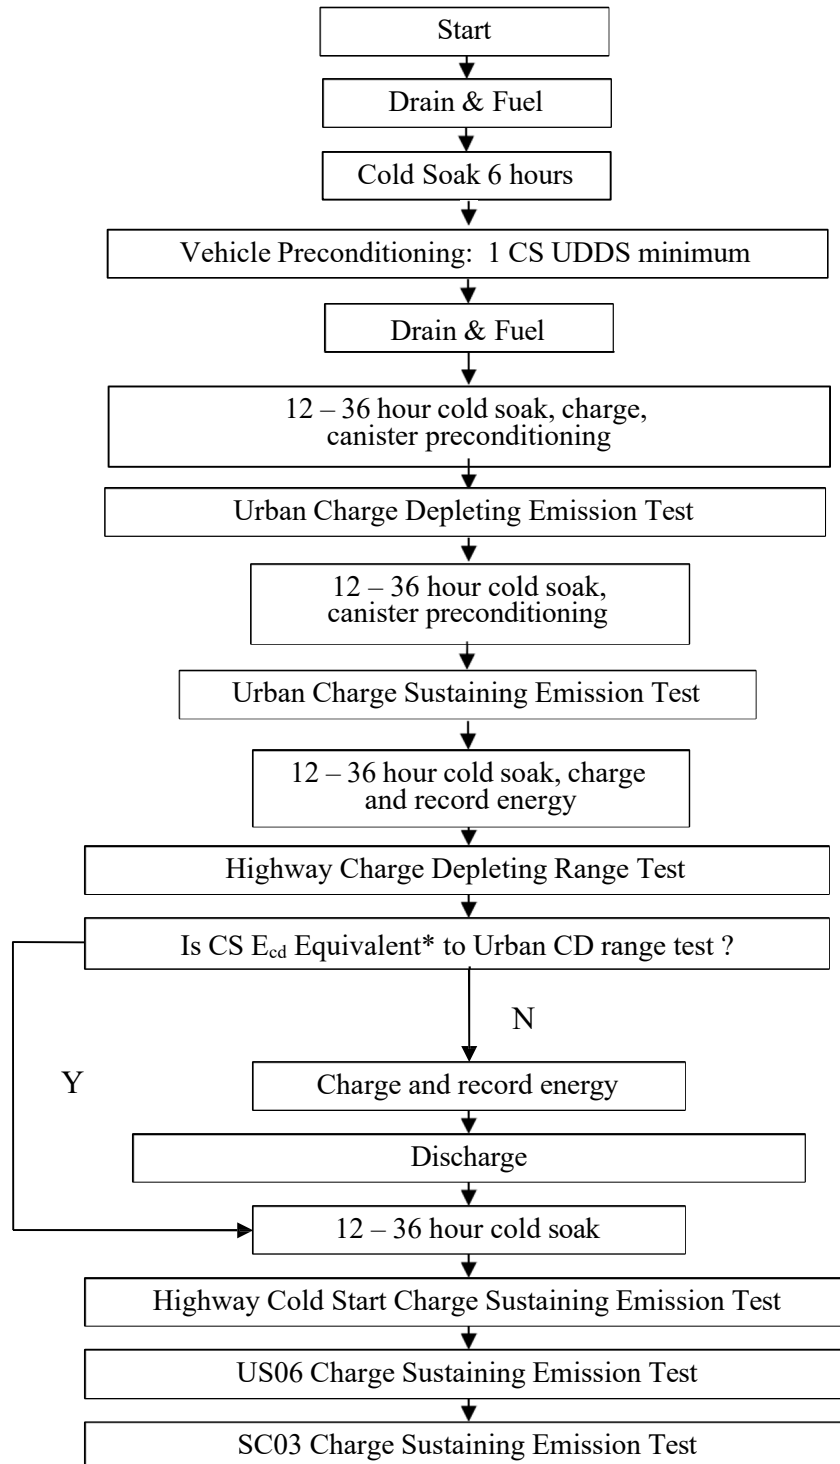 Start
Drain & Fuel
Cold Soak 6 hours
Vehicle Preconditioning: 1 CS UDDS minimum
Drain & Fuel
12 – 36 hour cold soak, charge,
canister preconditioning
Urban Charge Depleting Emission Test
12 – 36 hour cold soak,
canister preconditioning
Urban Charge Sustaining Emission Test
12 – 36 hour cold soak, charge
and record energy
Highway Charge Depleting Range Test
Is CS Ecd Equivalent* to Urban CD range test ?
N
Y
Charge and record energy
Discharge
12 – 36 hour cold soak
Highway Cold Start Charge Sustaining Emission Test
US06 Charge Sustaining Emission Test
SC03 Charge Sustaining Emission Test